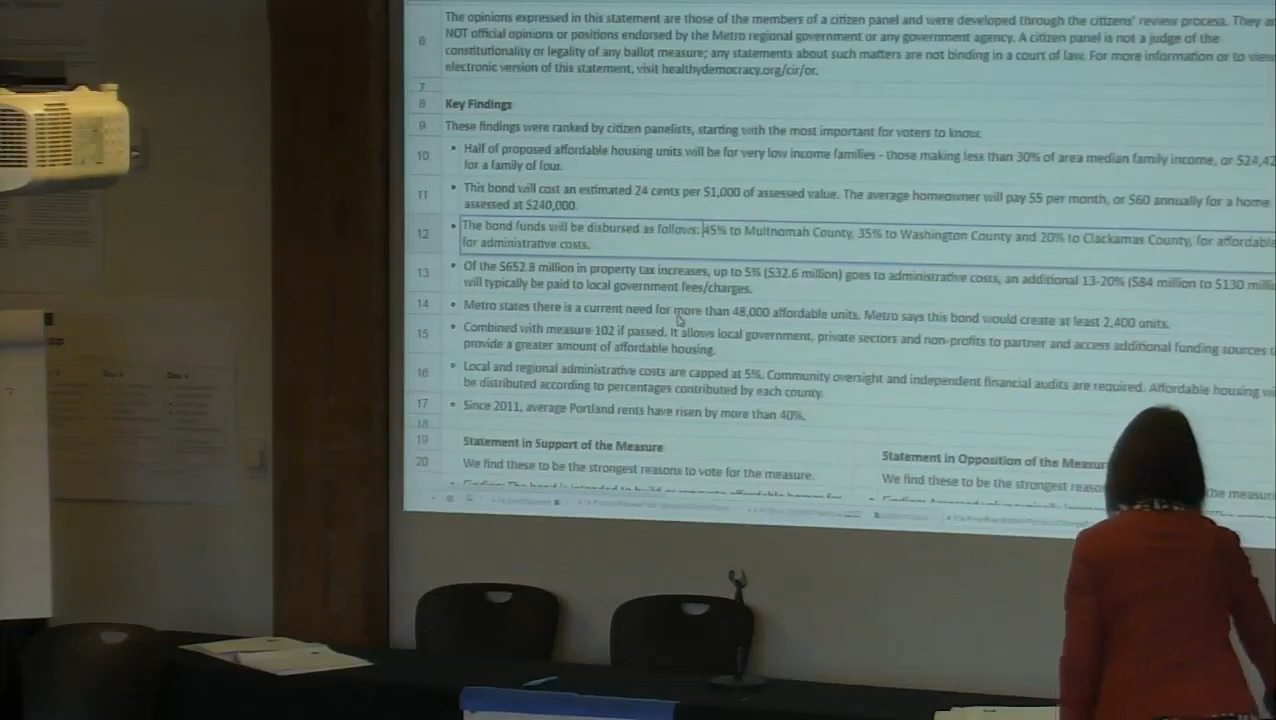 6 The opinions expressed in this statement are those of the members of a citizen panel and were developed through the citizens' review process. They
NOT official opinions or positions endorsed by the Metro regional government or any government agency. A citizen panel is not a judge of the
constitutionality or legality of any ballot measure; any statements about such matters are not binding in a court of law. For more information or to view
electronic version of this statement, visit healthydemocracy.org/cir/or.
7
8 Key Findings
9 These findings were ranked by citizen panelists, starting with the most important for voters to know.
10 • Half of proposed affordable housing units will be for very low income families - those making less than 30% of area median family income, or $24,42
for a family of four.
11 • This bond will cost an estimated 24 cents per $1,000 of assessed value. The average homeowner will pay $5 per month, or $60 annually for a home
assessed at $240,000.
12 • The bond funds will be disbursed as follows: 45% to Multnomah County, 35% to Washington County and 20% to Clackamas County, for affordable
for administrative costs.
13 • Of the $652.8 million in property tax increases, up to 5% ($32.6 million) goes to administrative costs, an additional 13-20% ($84 million to $130
will typically be paid to local government fees/charges.
14 • Metro states there is a current need for more than 48,000 affordable units. Metro says this bond would create at least 2,400 units.
15 • Combined with measure 102 if passed. It allows local government, private sectors and non-profits to partner and access additional funding sources
provide a greater amount of affordable housing.
16 • Local and regional administrative costs are capped at 5%. Community oversight and independent financial audits are required. Affordable housing
be distributed according to percentages contributed by each county.
17 • Since 2011, average Portland rents have risen by more than 40%.
18
19 Statement in Support of the Measure
Statement in Opposition of the
20 We find these to be the strongest reasons to vote for the measure.
We find these to be the strongest the